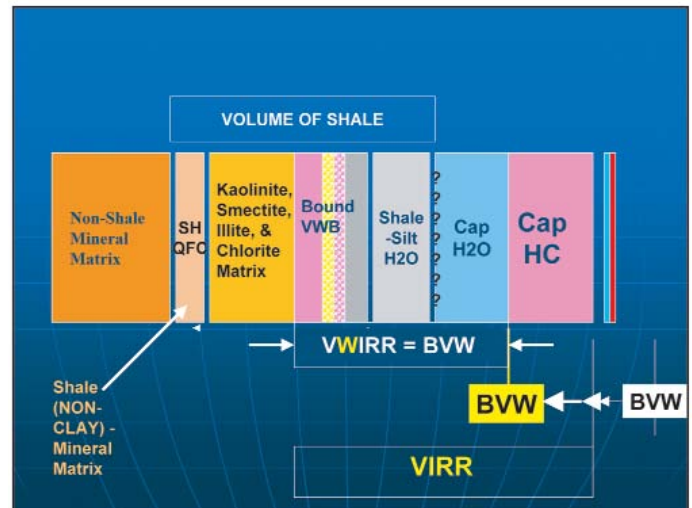 VOLUME OF SHALE
Non-Shale
Mineral
Matrix
SH
QFC
Kaolinite,
Smectite,
Illite, &
Chlorite
Matrix
Bound
VWB
Shale
-Silt
H2O
?
?
?
?
?
?
?
Cap
H2O
Cap
HC
VWIRR = BVW
Shale
(NON-
CLAY) -
Mineral
Matrix
BVW
BVW
VIRR